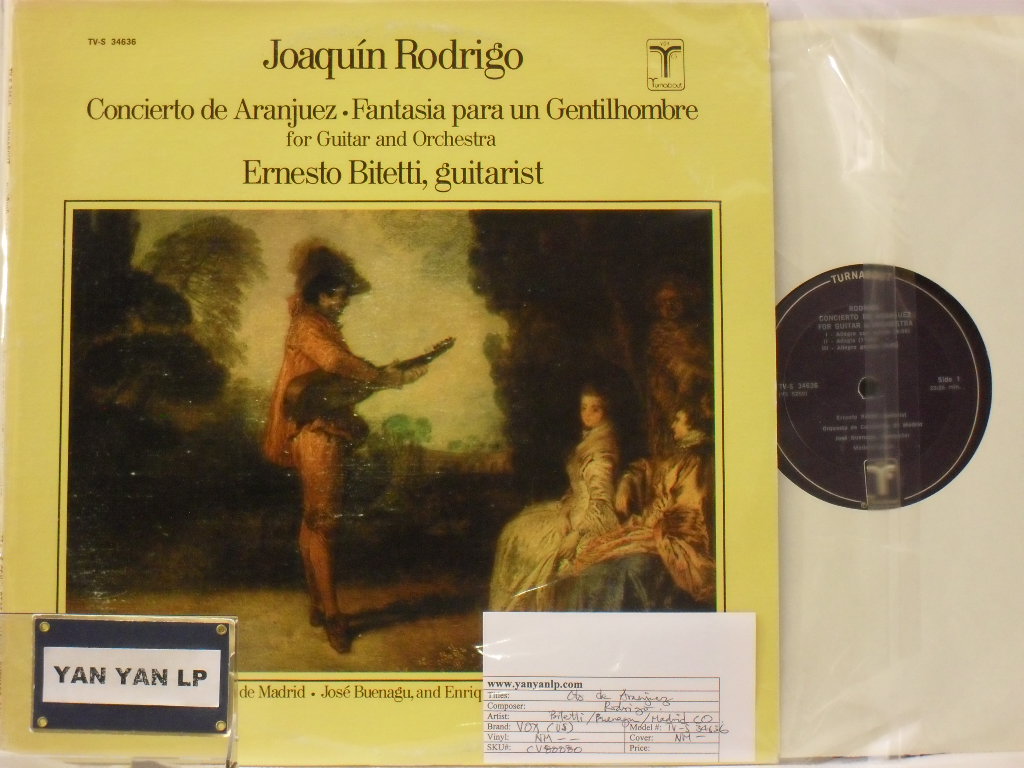 TV-S 34636
Joaquín Rodrigo
VOX
Turnabout
Concierto de Aranjuez • Fantasia para un Gentilhombre
for Guitar and Orchestra
Ernesto Bitetti, guitarist
TURNABOUT
CONCIERTO DE ARANJUEZ
FOR GUITAR & ORCHESTRA
TV-S 34636
Side 1
YAN YAN LP
de Madrid • José Buenagu, and Enriq
www.yanyanlp.com
Titles: Cto de Aranjuez
Composer: Rodrigo
Artist: Bitetti/Buenagu/Madrid CO
Brand: VOX (US) Model #: TV-S 34636
Vinyl: NM -- Cover: NM -
SKU#: Price: